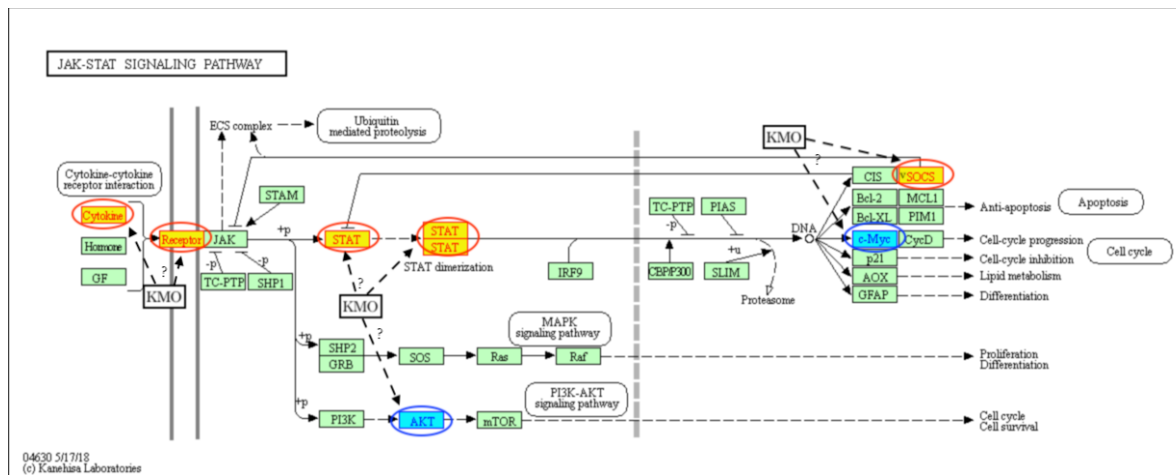 JAK-STAT SIGNALING PATHWAY
ECS complex
Ubiquitin
mediated proteolysis
KMO
?
Cytokine-cytokine
receptor interaction
CIS
SOCS
STAM
Bcl-2
MCL1
Anti-apoptosis
Apoptosis
Cytokine
TC-PTP
PIAS
Bcl-XL
PIM1
Hormone
Receptor
JAK
+p
STAT
STAT
STAT
-p
DNA
c-Myc
CycD
Cell-cycle progression
Cell cycle
STAT dimerization
p21
Cell-cycle inhibition
GF
?
-p
-p
TC-PTP
SHP1
?
IRF9
CBP/P300
SLIM
+u
AOX
Lipid metabolism
KMO
KMO
Proteasome
GFAP
Differentiation
?
MAPK
signaling pathway
+p
SHP2
GRB
SOS
Ras
Raf
Proliferation
Differentiation
PI3K-AKT
signaling pathway
+p
PI3K
AKT
mTOR
Cell cycle
Cell survival
04630 5/17/18
(c) Kanehisa Laboratories